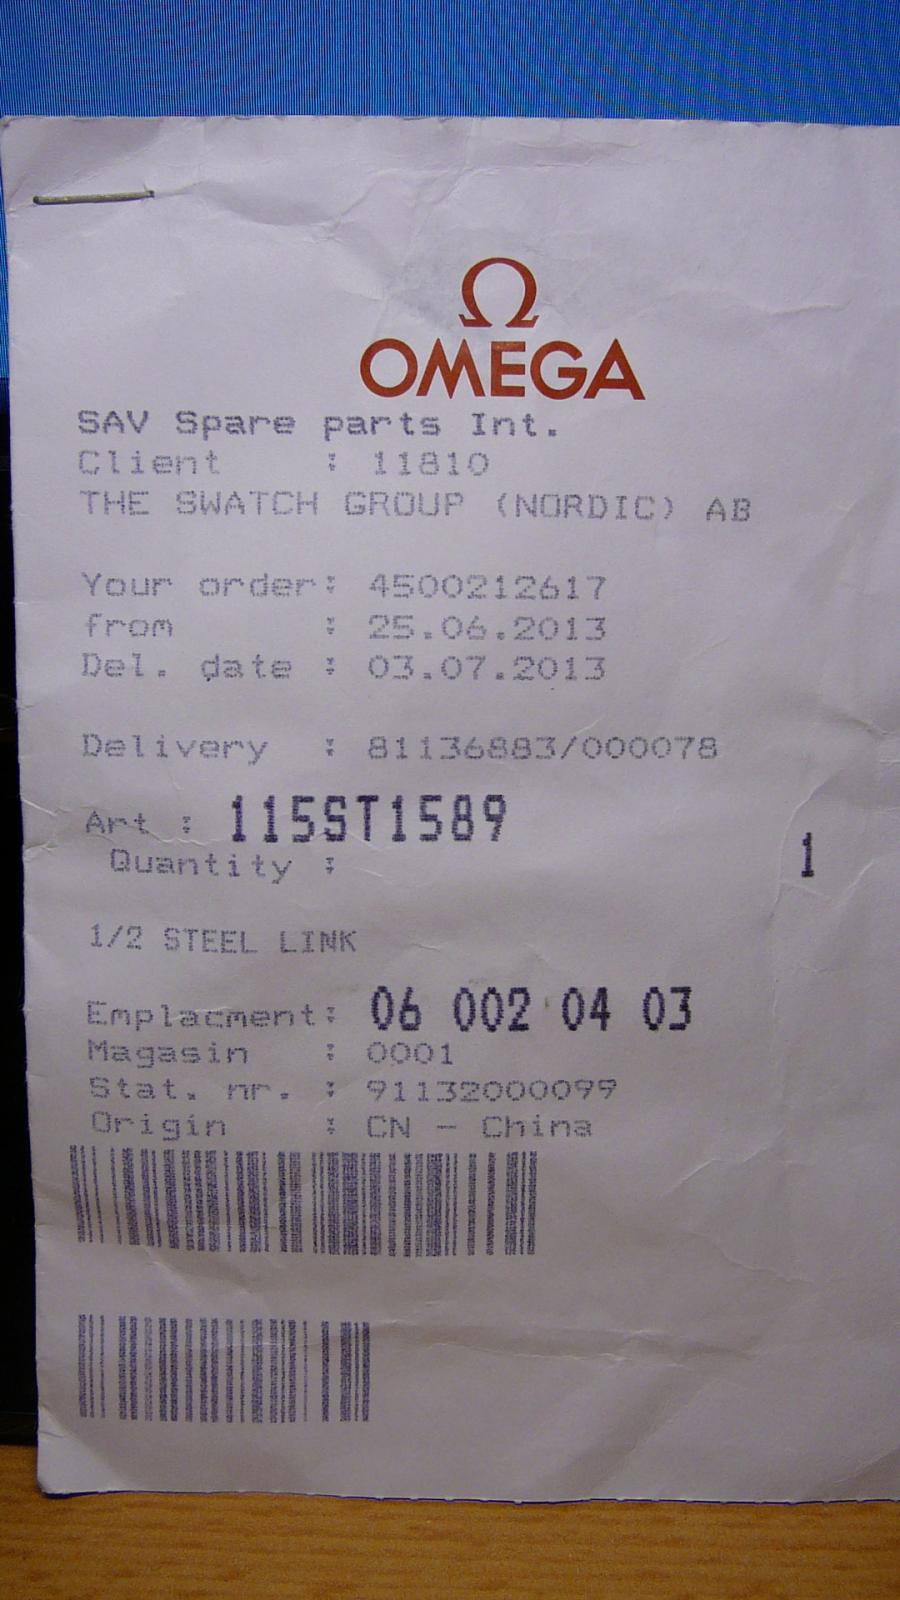 Ω
OMEGA
SAV Spare parts Int.
Client : 11810
THE SWATCH GROUP (NORDIC) AB
Your order: 4500212617
from : 25.06.2013
Del. date : 03.07.2013
Delivery : 81136883/000078
Art : 115ST1589
Quantity : 1
1/2 STEEL LINK
Emplacment: 06 002 04 03
Magasin : 0001
Stat. nr. : 91132000099
Origin : CN - China